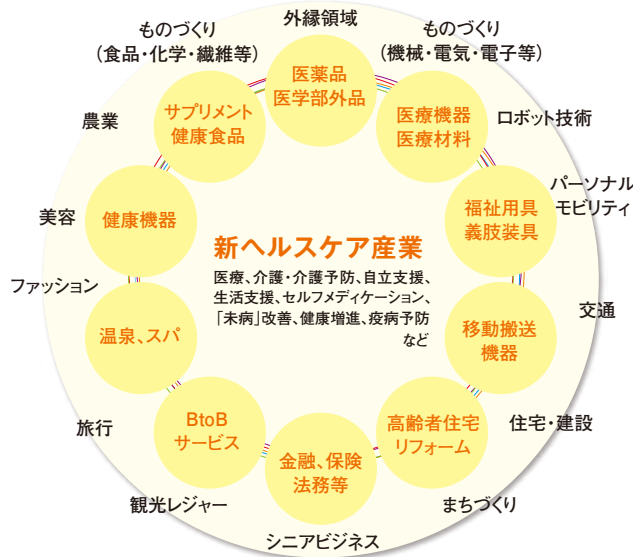 外縁領域
ものづくり
（食品・化学・繊維等）
ものづくり
（機械・電気・電子等）
医薬品
医学部外品
サプリメント
健康食品
医療機器
医療材料
農業
ロボット技術
パーソナル
モビリティ
美容
健康機器
福祉用具
義肢装具
新ヘルスケア産業
医療、介護・介護予防、自立支援、
生活支援、セルフメディケーション、
「未病」改善、健康増進、疫病予防
など
ファッション
交通
温泉、スパ
移動搬送
機器
旅行
BtoB
サービス
高齢者住宅
リフォーム
住宅・建設
金融、保険
法務等
観光レジャー
まちづくり
シニアビジネス